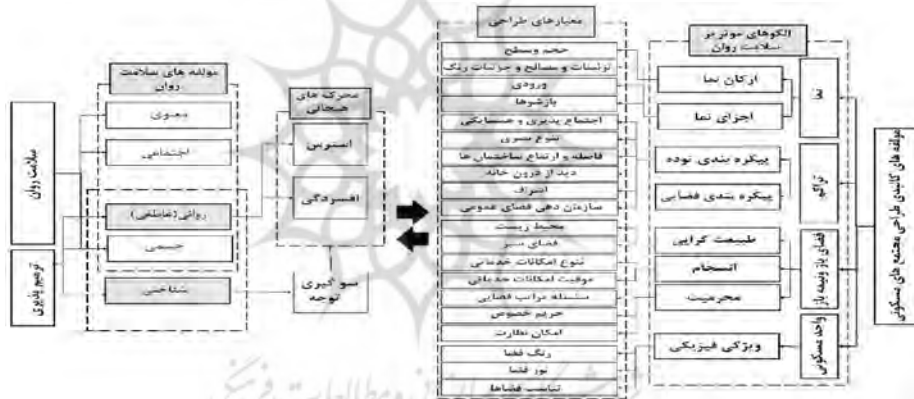 مولفه های کالبدی طراحی مجتمع های مسکونی
نما
تراکم
فضای باز ونیمه باز
واحد مسکونی
الگوهای موثر بر
سلامت روان
ارکان نما
اجزای نما
پیکره بندی توده
پیکره بندی فضایی
طبیعت گرایی
انسجام
محرمیت
ویژگی فیزیکی
معیارهای طراحی
حجم وسطح
تزئینات و مصالح و جزئیات رنگ
ورودی
بازشوها
اجتماع پذیری و همسایگی
تنوع بصری
فاصله و ارتفاع ساختمان ها
دید از درون خانه
اشراف
سازمان دهی فضای عمومی
محیط زیست
فضای سبز
تنوع امکانات خدماتی
موقعیت امکانات خدماتی
سلسله مراتب فضایی
حریم خصوصی
امکان نظارت
رنگ فضا
نور فضا
تناسب فضاها
محرک های
هیجانی
استرس
افسردگی
سوگیری
توجه
مولفه های سلامت
روان
معنوی
اجتماعی
روانی(عاطفی)
جسمی
شناختی
سلامت روان
ترمیم پذیری